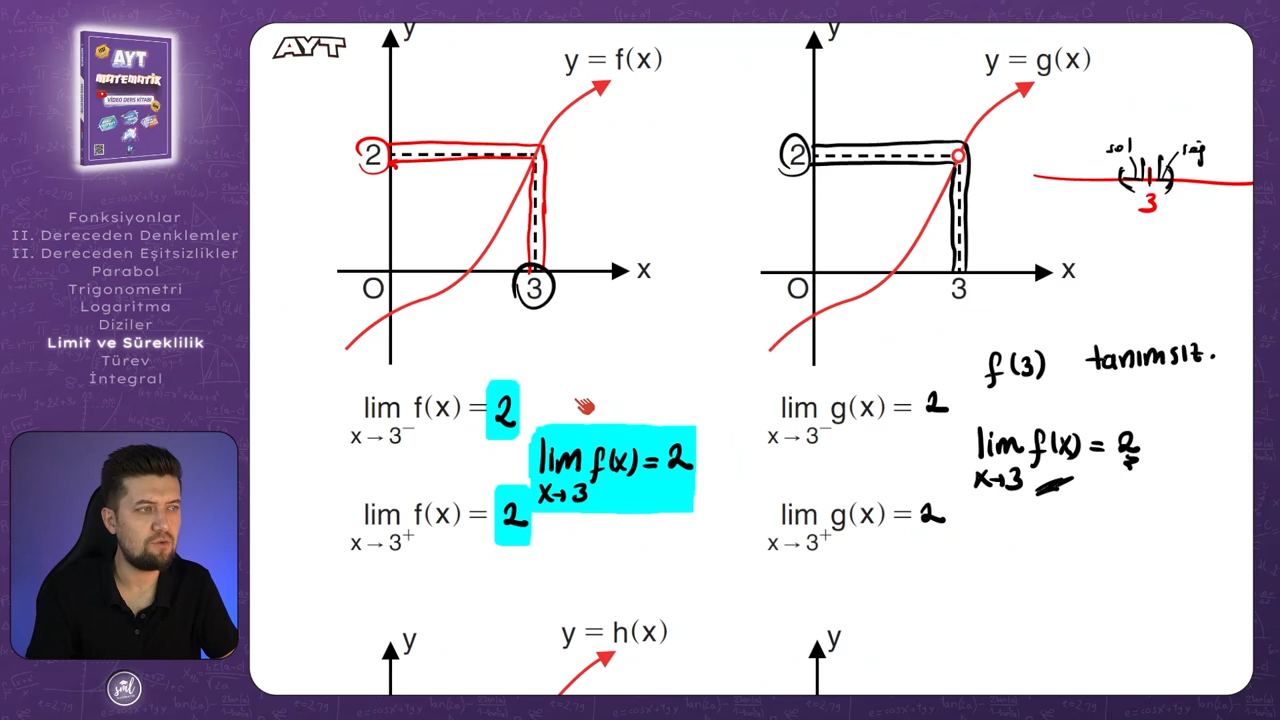 AYT
MATEMATİK
VİDEO DERS KİTABI
Fonksiyonlar
II. Dereceden Denklemler
II. Dereceden Eşitsizlikler
Parabol
Trigonometri
Logaritma
Diziler
Limit ve Süreklilik
Türev
İntegral
sml
AYT
y
y = f(x)
2
O
3
x
lim f(x) = 2
x → 3⁻
lim f(x) = 2
x→3
lim f(x) = 2
x → 3⁺
y
y = g(x)
2
O
3
x
sol sağ
3
f(3) tanımsız.
lim g(x) = 2
x → 3⁻
lim f(x) = 2
x→3
lim g(x) = 2
x → 3⁺
y
y = h(x)
y